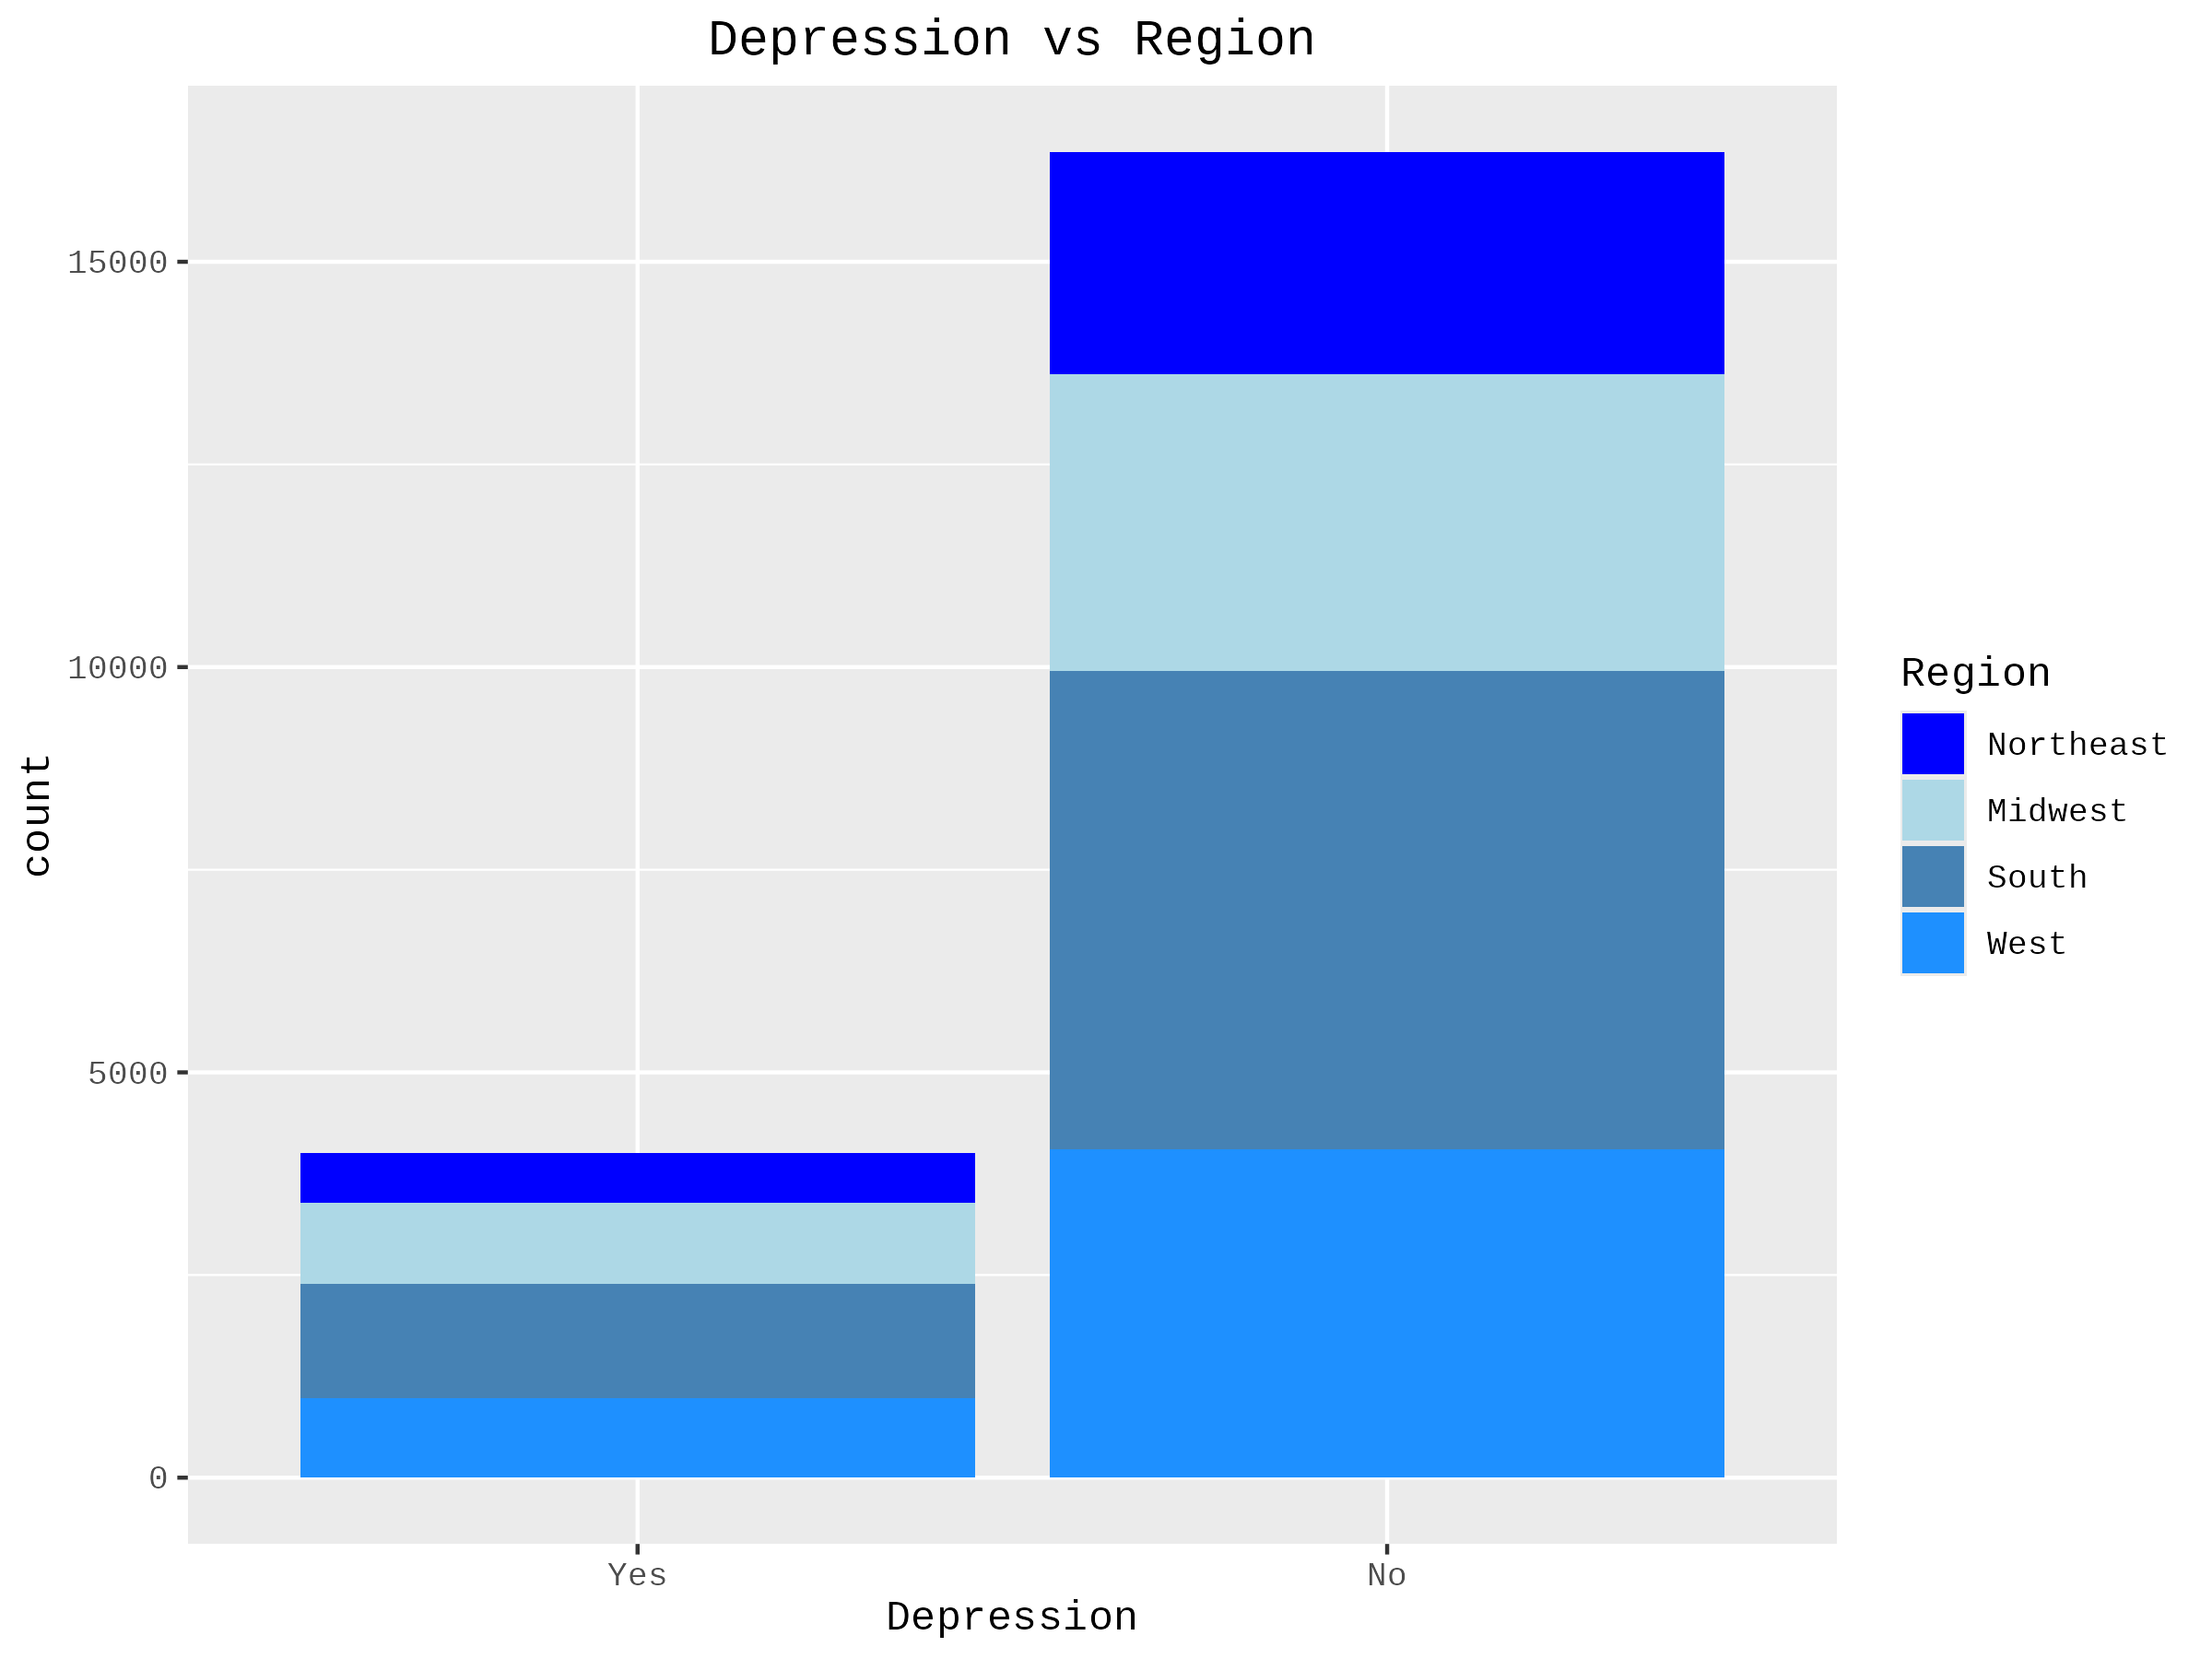 Depression vs Region
15000
10000
5000
0
count
Yes
No
Depression
Region
Northeast
Midwest
South
West